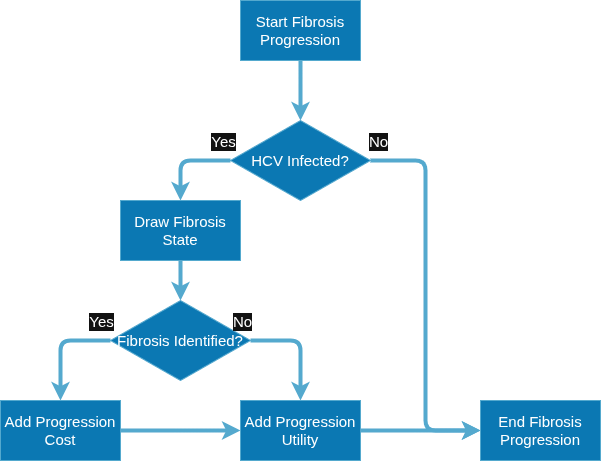 Start Fibrosis
Progression
Yes
No
HCV Infected?
Draw Fibrosis
State
Yes
No
Fibrosis Identified?
Add Progression
Cost
Add Progression
Utility
End Fibrosis
Progression